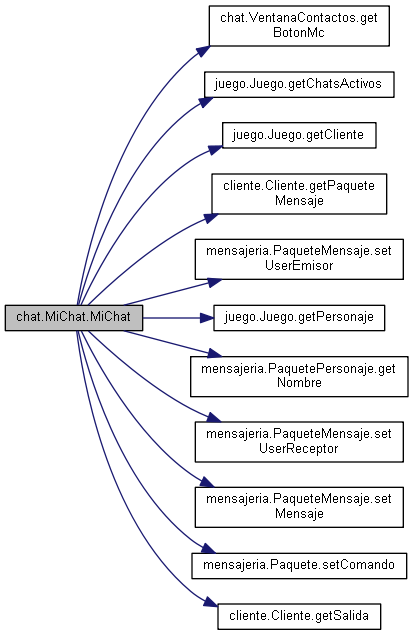 chat.VentanaContactos.get
BotonMc
juego.Juego.getChatsActivos
juego.Juego.getCliente
cliente.Cliente.getPaquete
Mensaje
mensajeria.PaqueteMensaje.set
UserEmisor
chat.MiChat.MiChat
juego.Juego.getPersonaje
mensajeria.PaquetePersonaje.get
Nombre
mensajeria.PaqueteMensaje.set
UserReceptor
mensajeria.PaqueteMensaje.set
Mensaje
mensajeria.Paquete.setComando
cliente.Cliente.getSalida